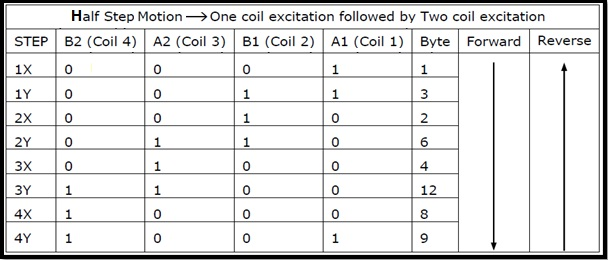 Half Step Motion → One coil excitation followed by Two coil excitation
STEP B2 (Coil 4) A2 (Coil 3) B1 (Coil 2) A1 (Coil 1) Byte Forward Reverse
1X 0 0 0 1 1
1Y 0 0 1 1 3
2X 0 0 1 0 2
2Y 0 1 1 0 6
3X 0 1 0 0 4
3Y 1 1 0 0 12
4X 1 0 0 0 8
4Y 1 0 0 1 9